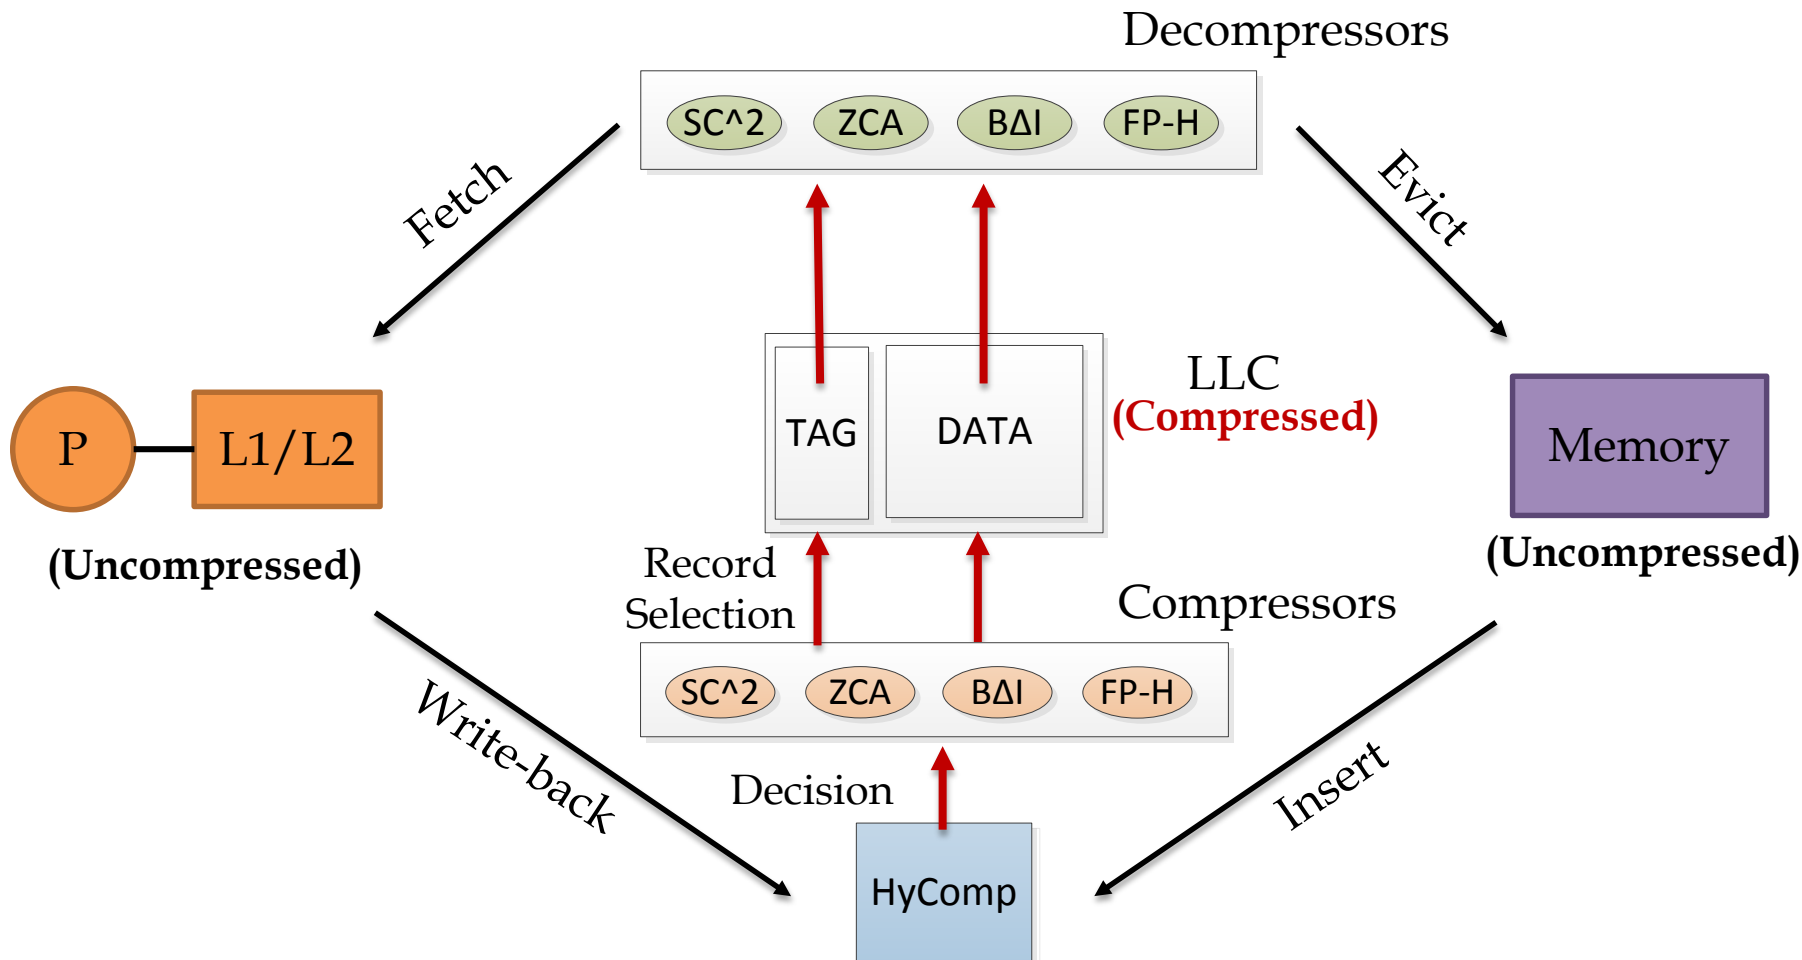 Decompressors
SC^2 ZCA BΔI FP-H
Fetch
Evict
LLC
(Compressed)
TAG
DATA
P
L1/L2
Memory
(Uncompressed)
(Uncompressed)
Record
Selection
Compressors
SC^2 ZCA BΔI FP-H
Write-back
Decision
Insert
HyComp